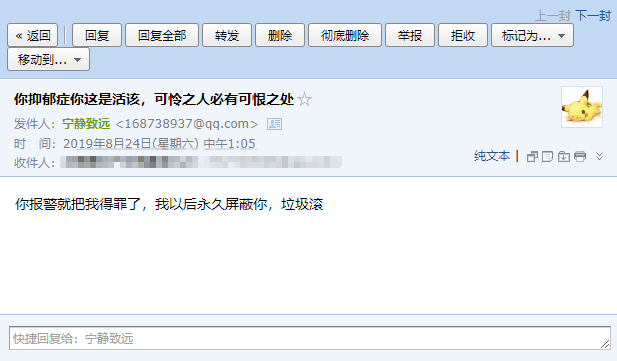 上一封 下一封
« 返回 回复 回复全部 转发 删除 彻底删除 举报 拒收 标记为...
移动到...
你抑郁症你这是活该，可怜之人必有可恨之处
发件人：宁静致远 <168738937@qq.com>
时　间：2019年8月24日(星期六) 中午1:05
收件人：
纯文本 |
你报警就把我得罪了，我以后永久屏蔽你，垃圾滚
快捷回复给：宁静致远